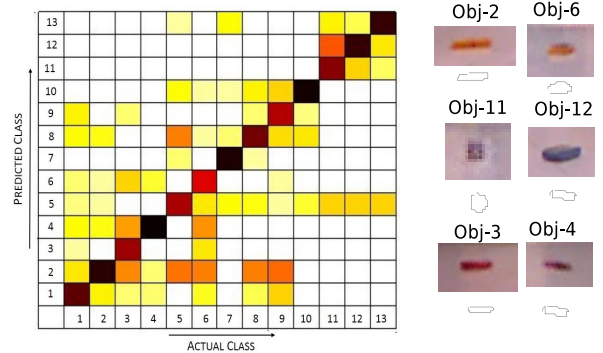 13
12
11
10
9
8
7
6
5
4
3
2
1
1 2 3 4 5 6 7 8 9 10 11 12 13
PREDICTED CLASS
ACTUAL CLASS
Obj-2 Obj-6
Obj-11 Obj-12
Obj-3 Obj-4